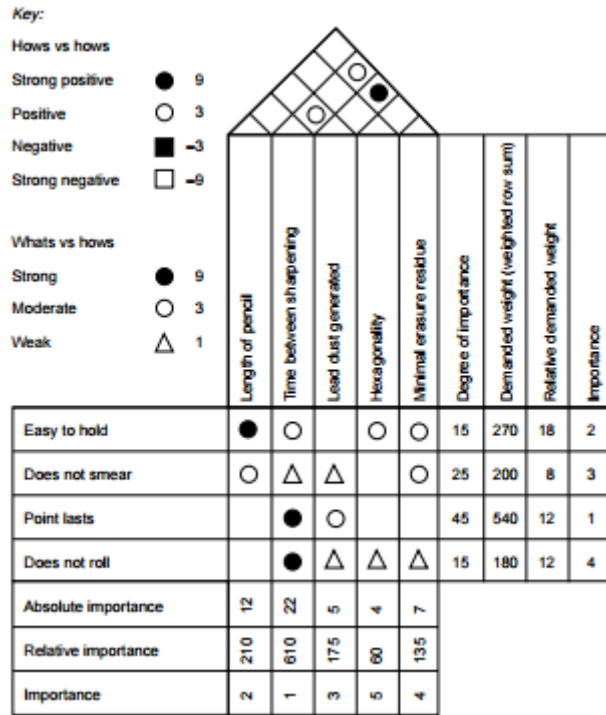 Key:
Hows vs hows
Strong positive 9
Positive 3
Negative –3
Strong negative –9
Whats vs hows
Strong 9
Moderate 3
Weak 1
Length of pencil
Time between sharpening
Lead dust generated
Hexagonality
Minimal erasure residue
Degree of importance
Demanded weight (weighted row sum)
Relative demanded weight
Importance
Easy to hold 15 270 18 2
Does not smear 25 200 8 3
Point lasts 45 540 12 1
Does not roll 15 180 12 4
Absolute importance 12 22 5 4 7
Relative importance 210 610 175 60 135
Importance 2 1 3 5 4